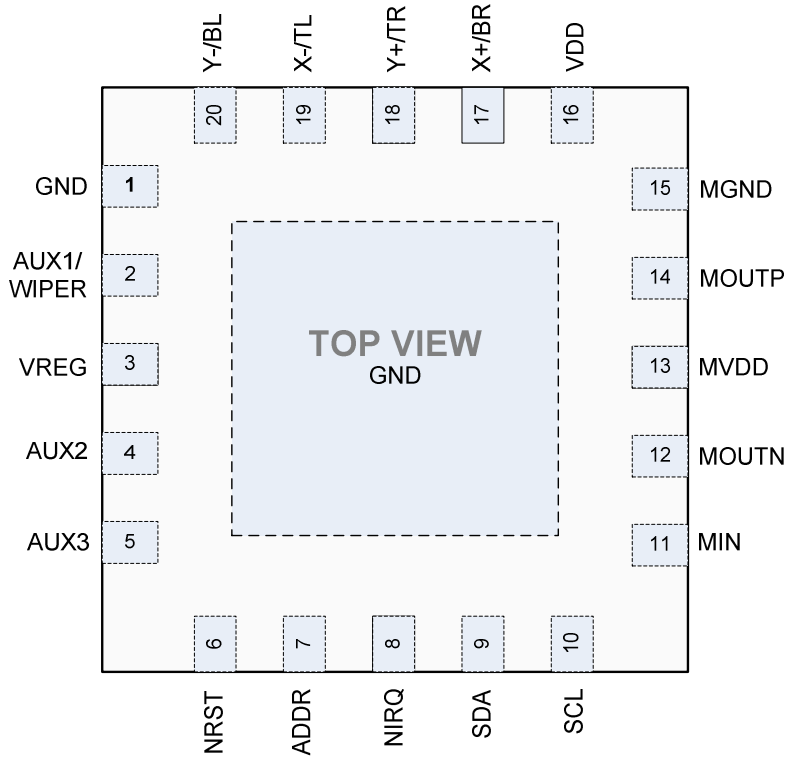 Y-/BL
X-/TL
Y+/TR
X+/BR
VDD
20
19
18
17
16
GND
1
AUX1/
WIPER
2
VREG
3
AUX2
4
AUX3
5
15
MGND
14
MOUTP
13
MVDD
12
MOUTN
11
MIN
TOP VIEW
GND
6
7
8
9
10
NRST
ADDR
NIRQ
SDA
SCL